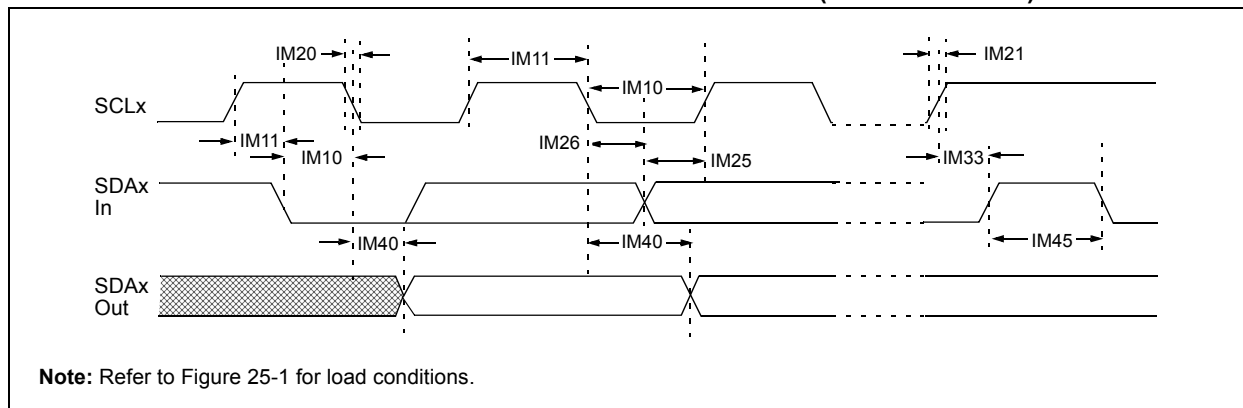 IM20
IM11
IM21
IM10
SCLx
IM11
IM26
IM10
IM25
IM33
SDAx
In
IM40
IM40
IM45
SDAx
Out
Note: Refer to Figure 25-1 for load conditions.